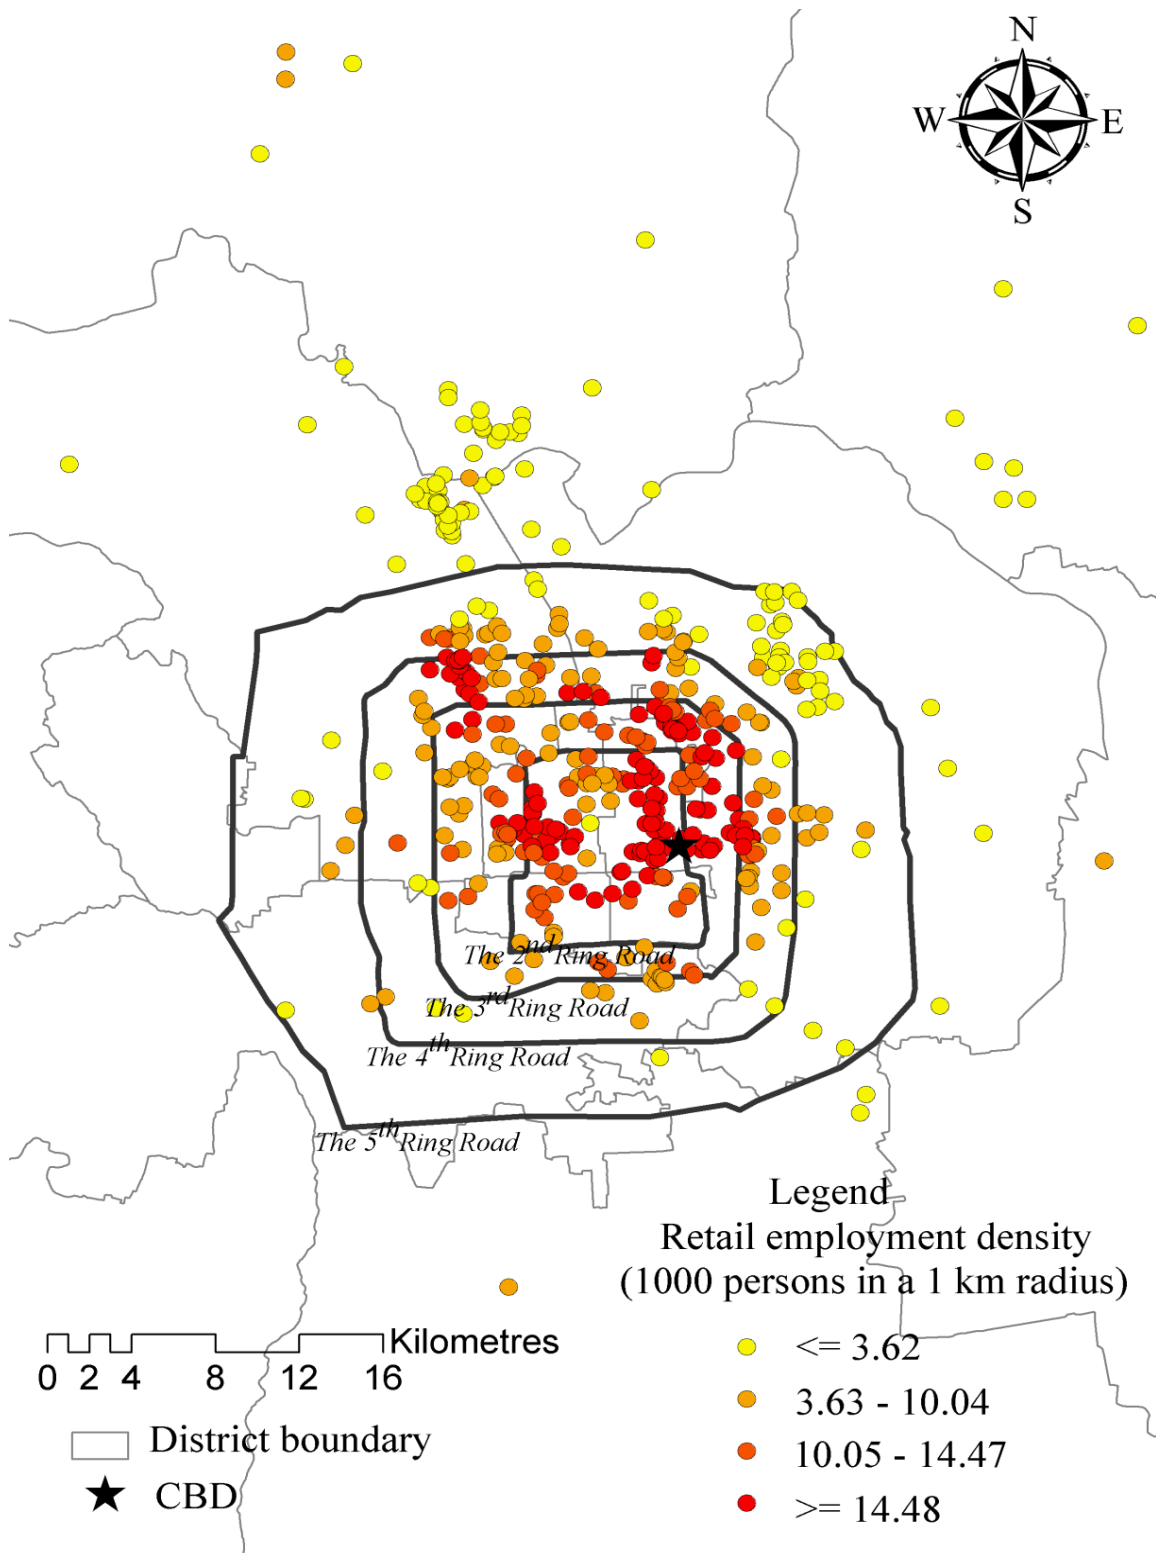 N
W E
S
The 2nd Ring Road
The 3rd Ring Road
The 4th Ring Road
The 5th Ring Road
Legend
Retail employment density
(1000 persons in a 1 km radius)
<= 3.62
3.63 - 10.04
10.05 - 14.47
>= 14.48
Kilometres
0 2 4 8 12 16
District boundary
CBD